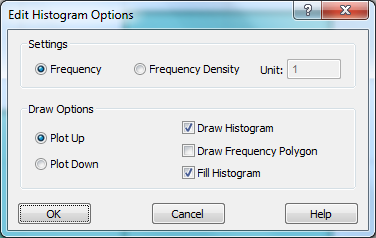 Edit Histogram Options
?
Settings
Frequency Frequency Density Unit: 1
Draw Options
Plot Up
Plot Down
Draw Histogram
Draw Frequency Polygon
Fill Histogram
OK Cancel Help